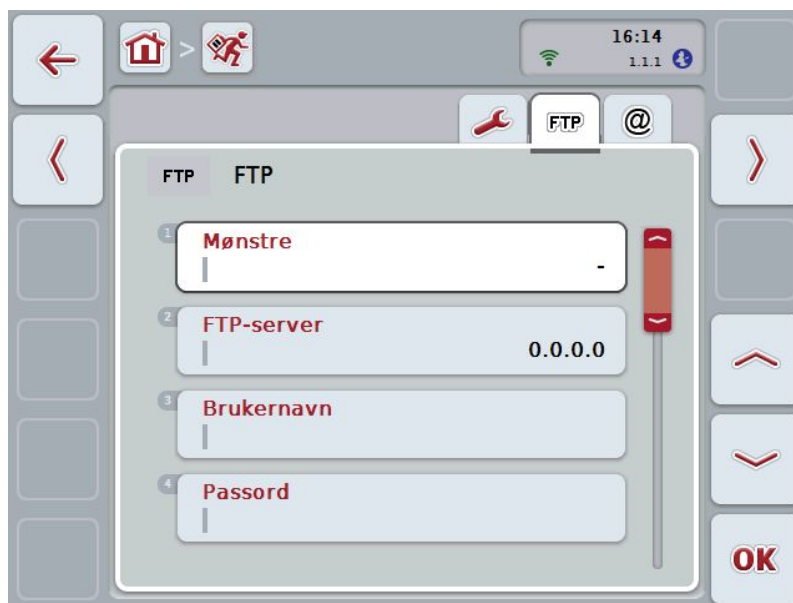 16:14
1.1.1
FTP
@
FTP FTP
1
Mønstre
-
2
FTP-server
0.0.0.0
3
Brukernavn
4
Passord
OK